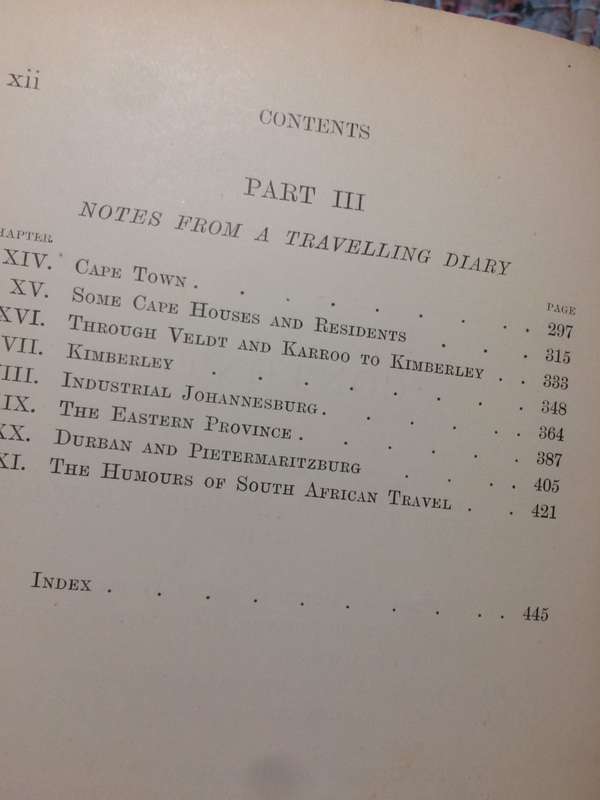 xii
CONTENTS
PART III
NOTES FROM A TRAVELLING DIARY
HAPTER
PAGE
XIV. CAPE TOWN . . . . . . . . 297
XV. SOME CAPE HOUSES AND RESIDENTS . . . 315
XVI. THROUGH VELDT AND KARROO TO KIMBERLEY . . 333
VII. KIMBERLEY . . . . . . . . 348
VIII. INDUSTRIAL JOHANNESBURG . . . . . . 364
IX. THE EASTERN PROVINCE . . . . . . 387
XX. DURBAN AND PIETERMARITZBURG . . . . 405
XI. THE HUMOURS OF SOUTH AFRICAN TRAVEL . . 421
INDEX . . . . . . . . . . 445